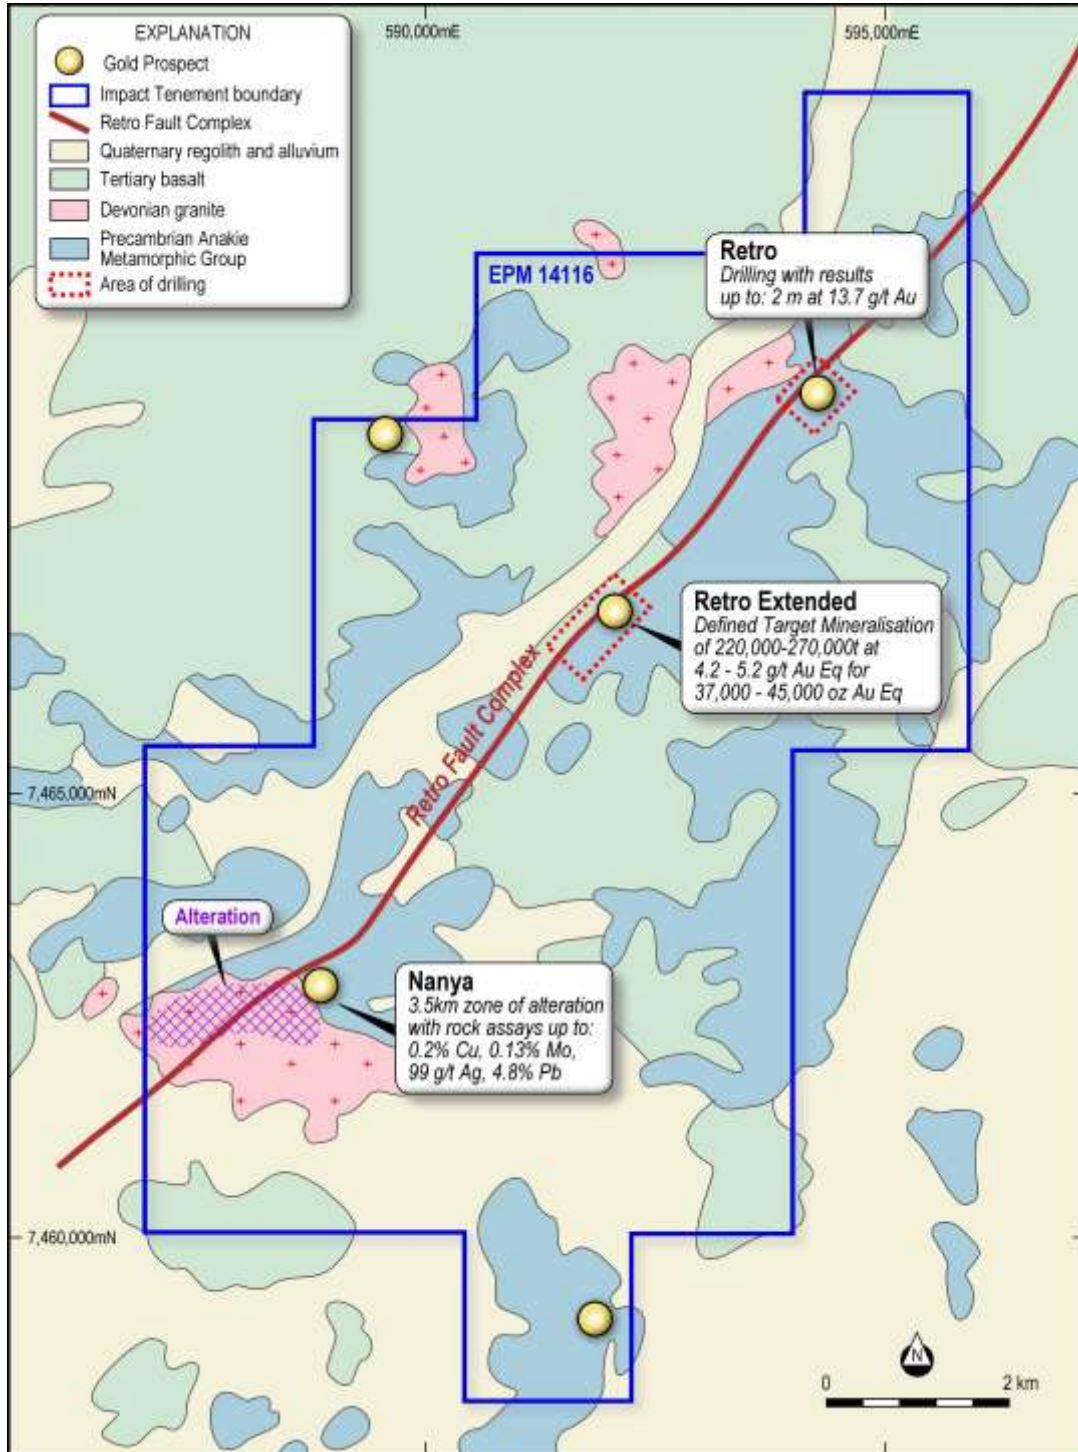 EXPLANATION
Gold Prospect
Impact Tenement boundary
Retro Fault Complex
Quaternary regolith and alluvium
Tertiary basalt
Devonian granite
Precambrian Anakie
Metamorphic Group
Area of drilling
590,000mE
595,000mE
EPM 14116
Retro
Drilling with results
up to: 2 m at 13.7 g/t Au
Retro Extended
Defined Target Mineralisation
of 220,000-270,000t at
4.2 - 5.2 g/t Au Eq for
37,000 - 45,000 oz Au Eq
Retro Fault Complex
7,465,000mN
Alteration
Nanya
3.5km zone of alteration
with rock assays up to:
0.2% Cu, 0.13% Mo,
99 g/t Ag, 4.8% Pb
7,460,000mN
N
0 2 km